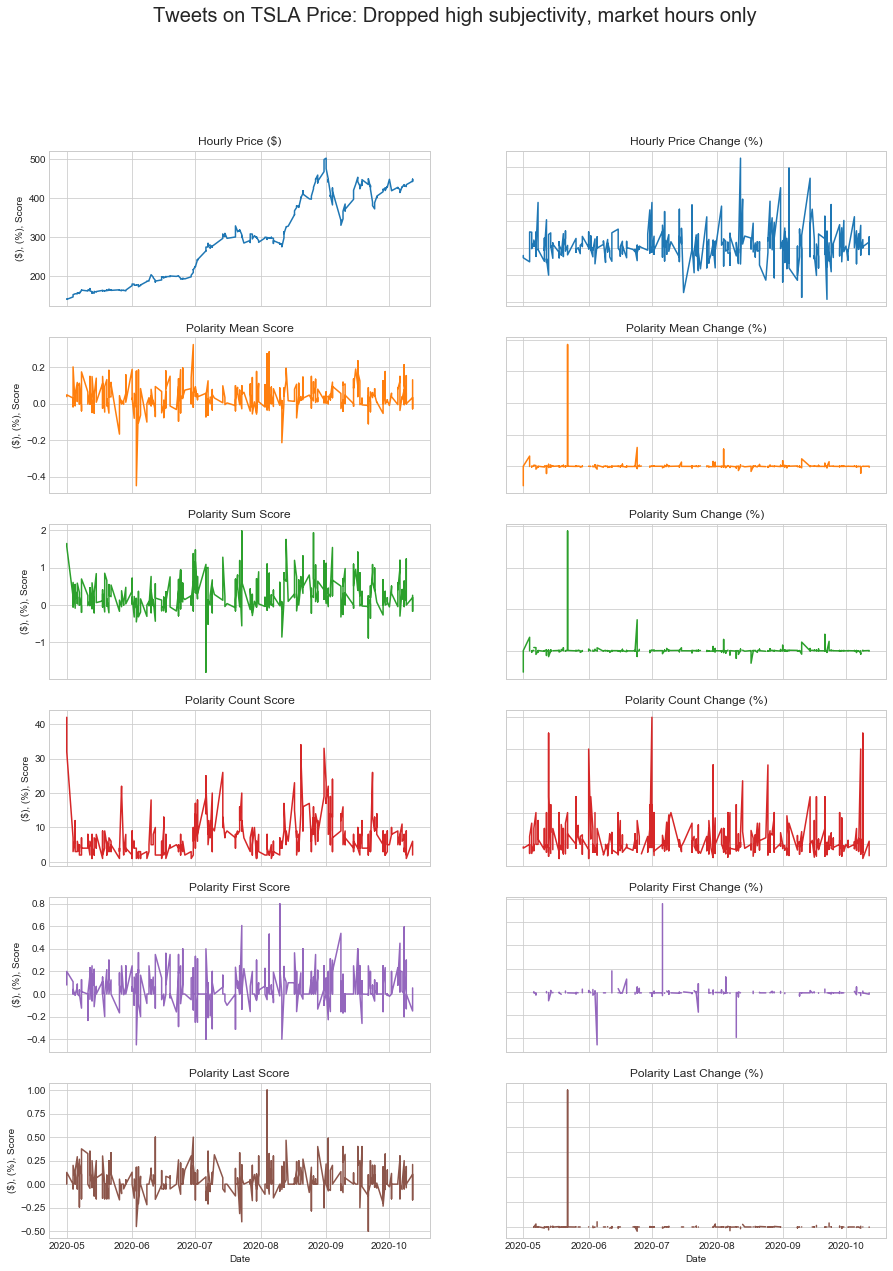 Tweets on TSLA Price: Dropped high subjectivity, market hours only
Hourly Price ($)
Hourly Price Change (%)
500
400
300
200
($), (%), Score
Polarity Mean Score
Polarity Mean Change (%)
0.2
0.0
−0.2
−0.4
($), (%), Score
Polarity Sum Score
Polarity Sum Change (%)
2
1
0
−1
($), (%), Score
Polarity Count Score
Polarity Count Change (%)
40
30
20
10
0
($), (%), Score
Polarity First Score
Polarity First Change (%)
0.8
0.6
0.4
0.2
0.0
−0.2
−0.4
($), (%), Score
Polarity Last Score
Polarity Last Change (%)
1.00
0.75
0.50
0.25
0.00
−0.25
−0.50
($), (%), Score
2020-05 2020-06 2020-07 2020-08 2020-09 2020-10
Date
2020-05 2020-06 2020-07 2020-08 2020-09 2020-10
Date